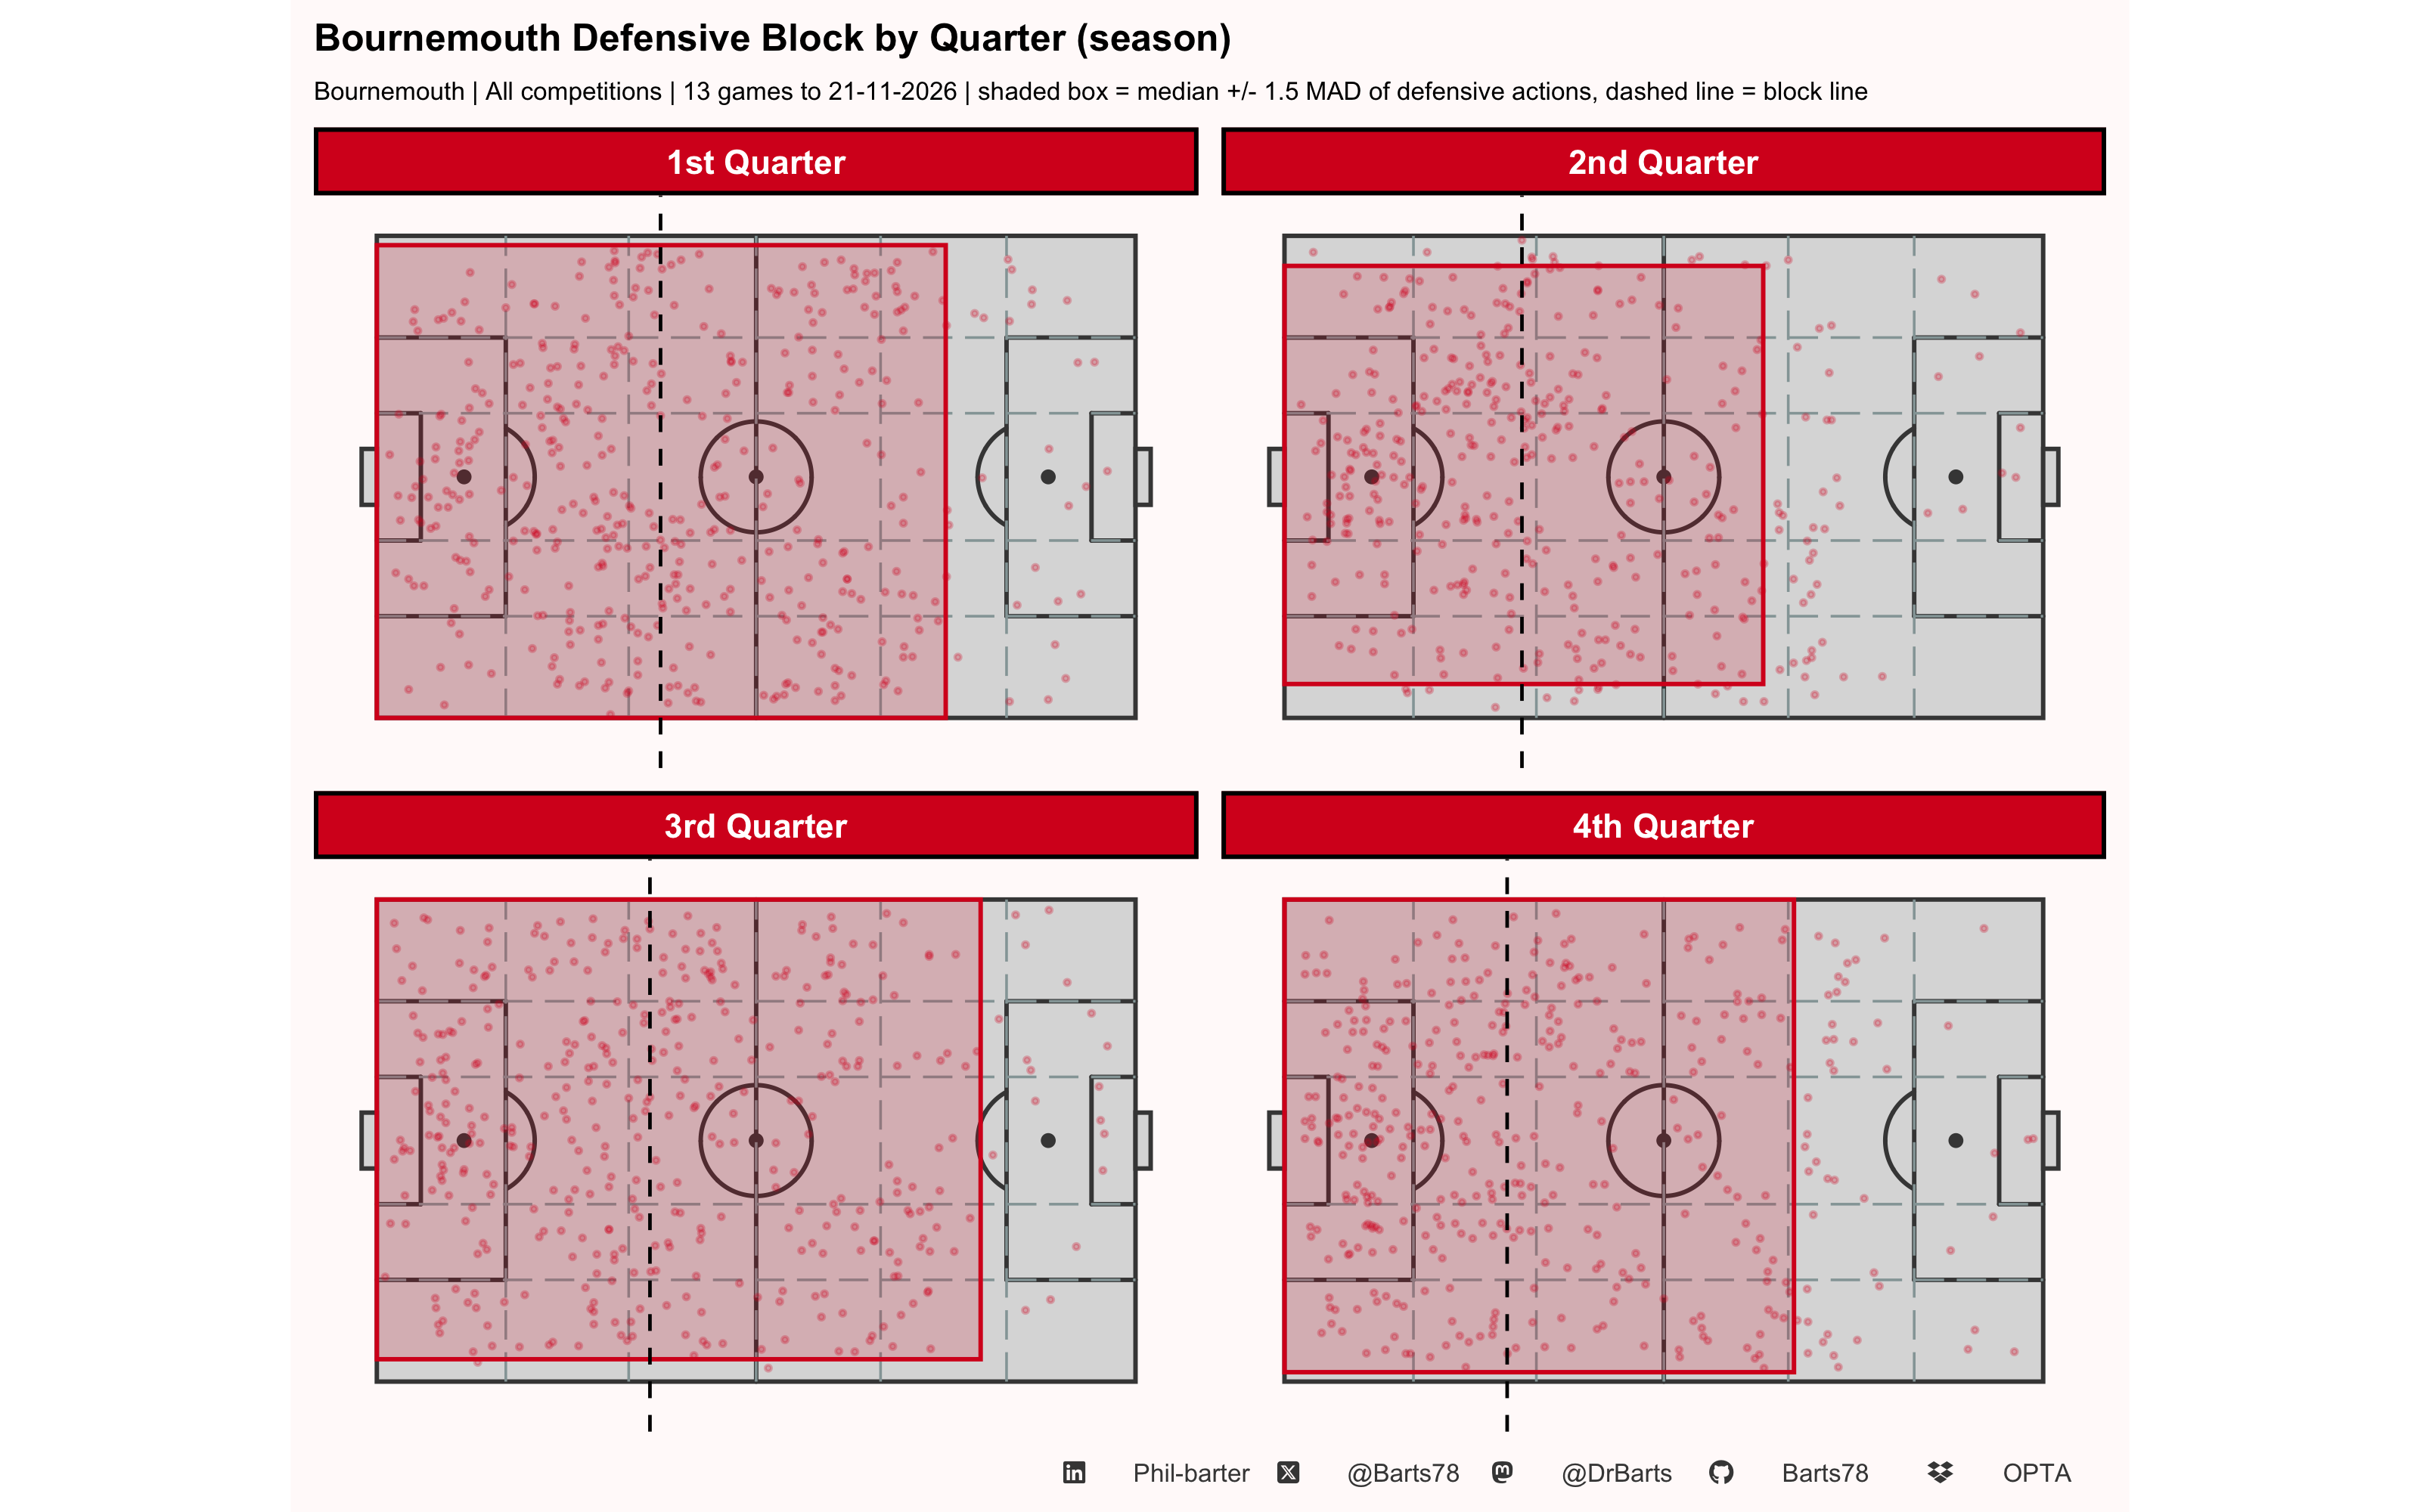 Bournemouth Defensive Block by Quarter (season)
Bournemouth | All competitions | 13 games to 21-11-2026 | shaded box = median +/- 1.5 MAD of defensive actions, dashed line = block line
1st Quarter
2nd Quarter
3rd Quarter
4th Quarter
Phil-barter @Barts78 @DrBarts Barts78 OPTA